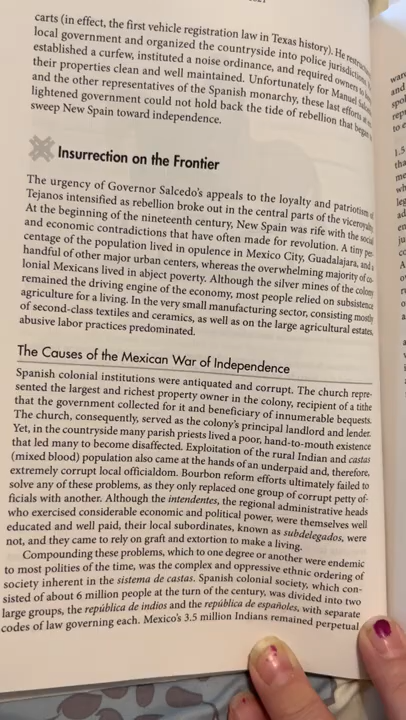 carts (in effect, the first vehicle registration law in Texas history). He
local government and organized the countryside into police
established a curfew, instituted a noise ordinance, and required owners to
their properties clean and well maintained. Unfortunately for Manuel
and the other representatives of the Spanish monarchy, these last efforts at
lightened government could not hold back the tide of rebellion that began
sweep New Spain toward independence.
Insurrection on the Frontier
The urgency of Governor Salcedo's appeals to the loyalty and patriotism of
Tejanos intensified as rebellion broke out in the central parts of the viceroyalty.
At the beginning of the nineteenth century, New Spain was rife with the social
and economic contradictions that have often made for revolution. A tiny per-
centage of the population lived in opulence in Mexico City, Guadalajara, and a
handful of other major urban centers, whereas the overwhelming majority of co-
lonial Mexicans lived in abject poverty. Although the silver mines of the colony
remained the driving engine of the economy, most people relied on subsistence
agriculture for a living. In the very small manufacturing sector, consisting mostly
of second-class textiles and ceramics, as well as on the large agricultural estates,
abusive labor practices predominated.
The Causes of the Mexican War of Independence
Spanish colonial institutions were antiquated and corrupt. The church repre-
sented the largest and richest property owner in the colony, recipient of a tithe
that the government collected for it and beneficiary of innumerable bequests.
The church, consequently, served as the colony's principal landlord and lender.
Yet, in the countryside many parish priests lived a poor, hand-to-mouth existence
that led many to become disaffected. Exploitation of the rural Indian and castas
(mixed blood) population also came at the hands of an underpaid and, therefore,
extremely corrupt local officialdom. Bourbon reform efforts ultimately failed to
solve any of these problems, as they only replaced one group of corrupt petty of-
ficials with another. Although the intendentes, the regional administrative heads
who exercised considerable economic and political power, were themselves well
educated and well paid, their local subordinates, known as subdelegados, were
not, and they came to rely on graft and extortion to make a living.
Compounding these problems, which to one degree or another were endemic
to most polities of the time, was the complex and oppressive ethnic ordering of
society inherent in the sistema de castas. Spanish colonial society, which con-
sisted of about 6 million people at the turn of the century, was divided into two
large groups, the república de indios and the república de españoles, with separate
codes of law governing each. Mexico's 3.5 million Indians remained perpetual